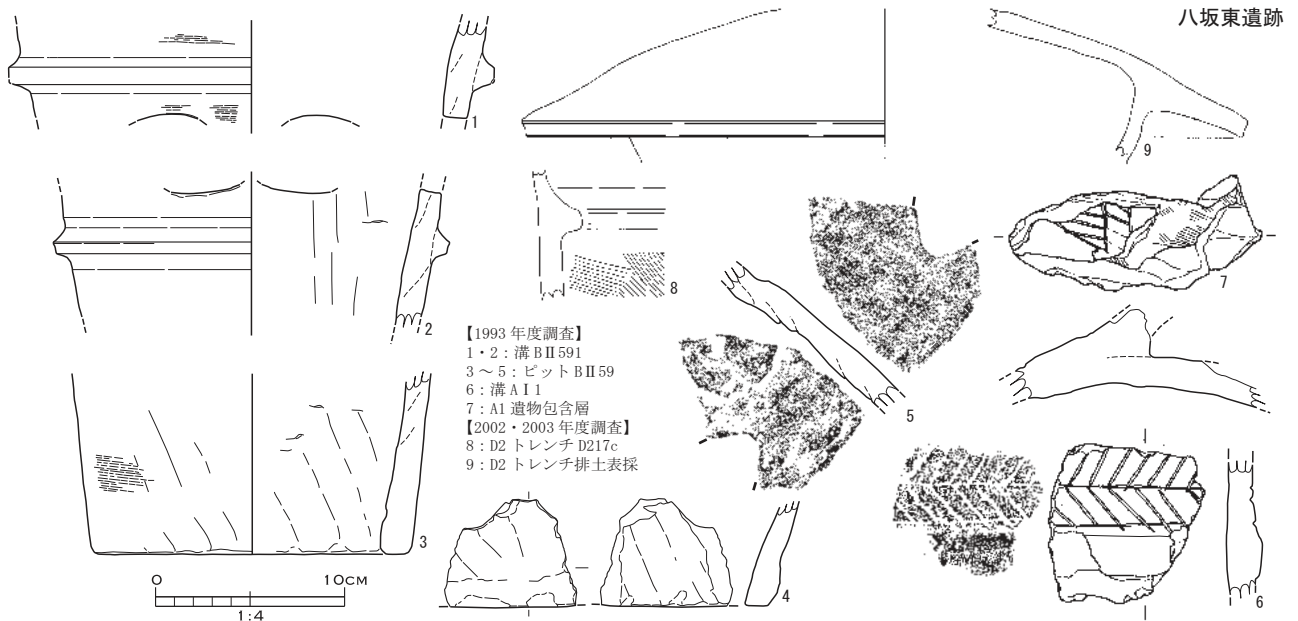 八坂東遺跡
1
9
2
8
7
【1993 年度調査】
1・2：溝 BⅡ591
3～5：ピット BⅡ59
6：溝 AⅠ1
7：A1 遺物包含層
【2002・2003 年度調査】
8：D2 トレンチ D217c
9：D2 トレンチ排土表採
5
3
4
6
0 10CM
1:4